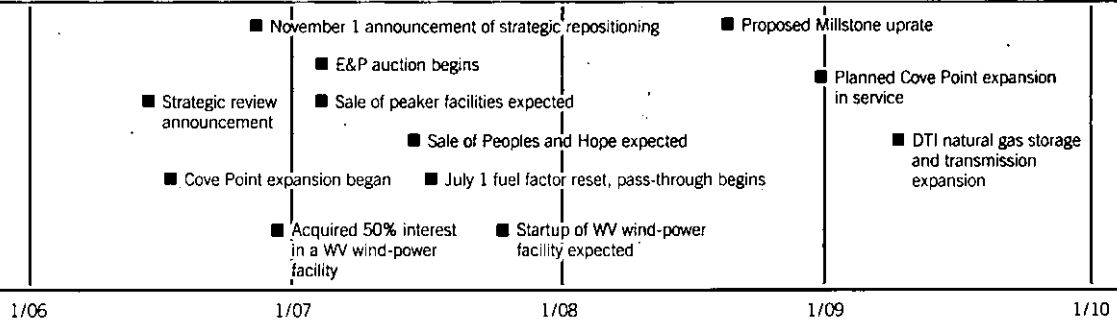 November 1 announcement of strategic repositioning
Proposed Millstone uprate
E&P auction begins
Planned Cove Point expansion
in service
Strategic review
announcement
Sale of peaker facilities expected
Sale of Peoples and Hope expected
DTI natural gas storage
and transmission
expansion
Cove Point expansion began
July 1 fuel factor reset, pass-through begins
Acquired 50% interest
in a WV wind-power
facility
Startup of WV wind-power
facility expected
1/06
1/07
1/08
1/09
1/10